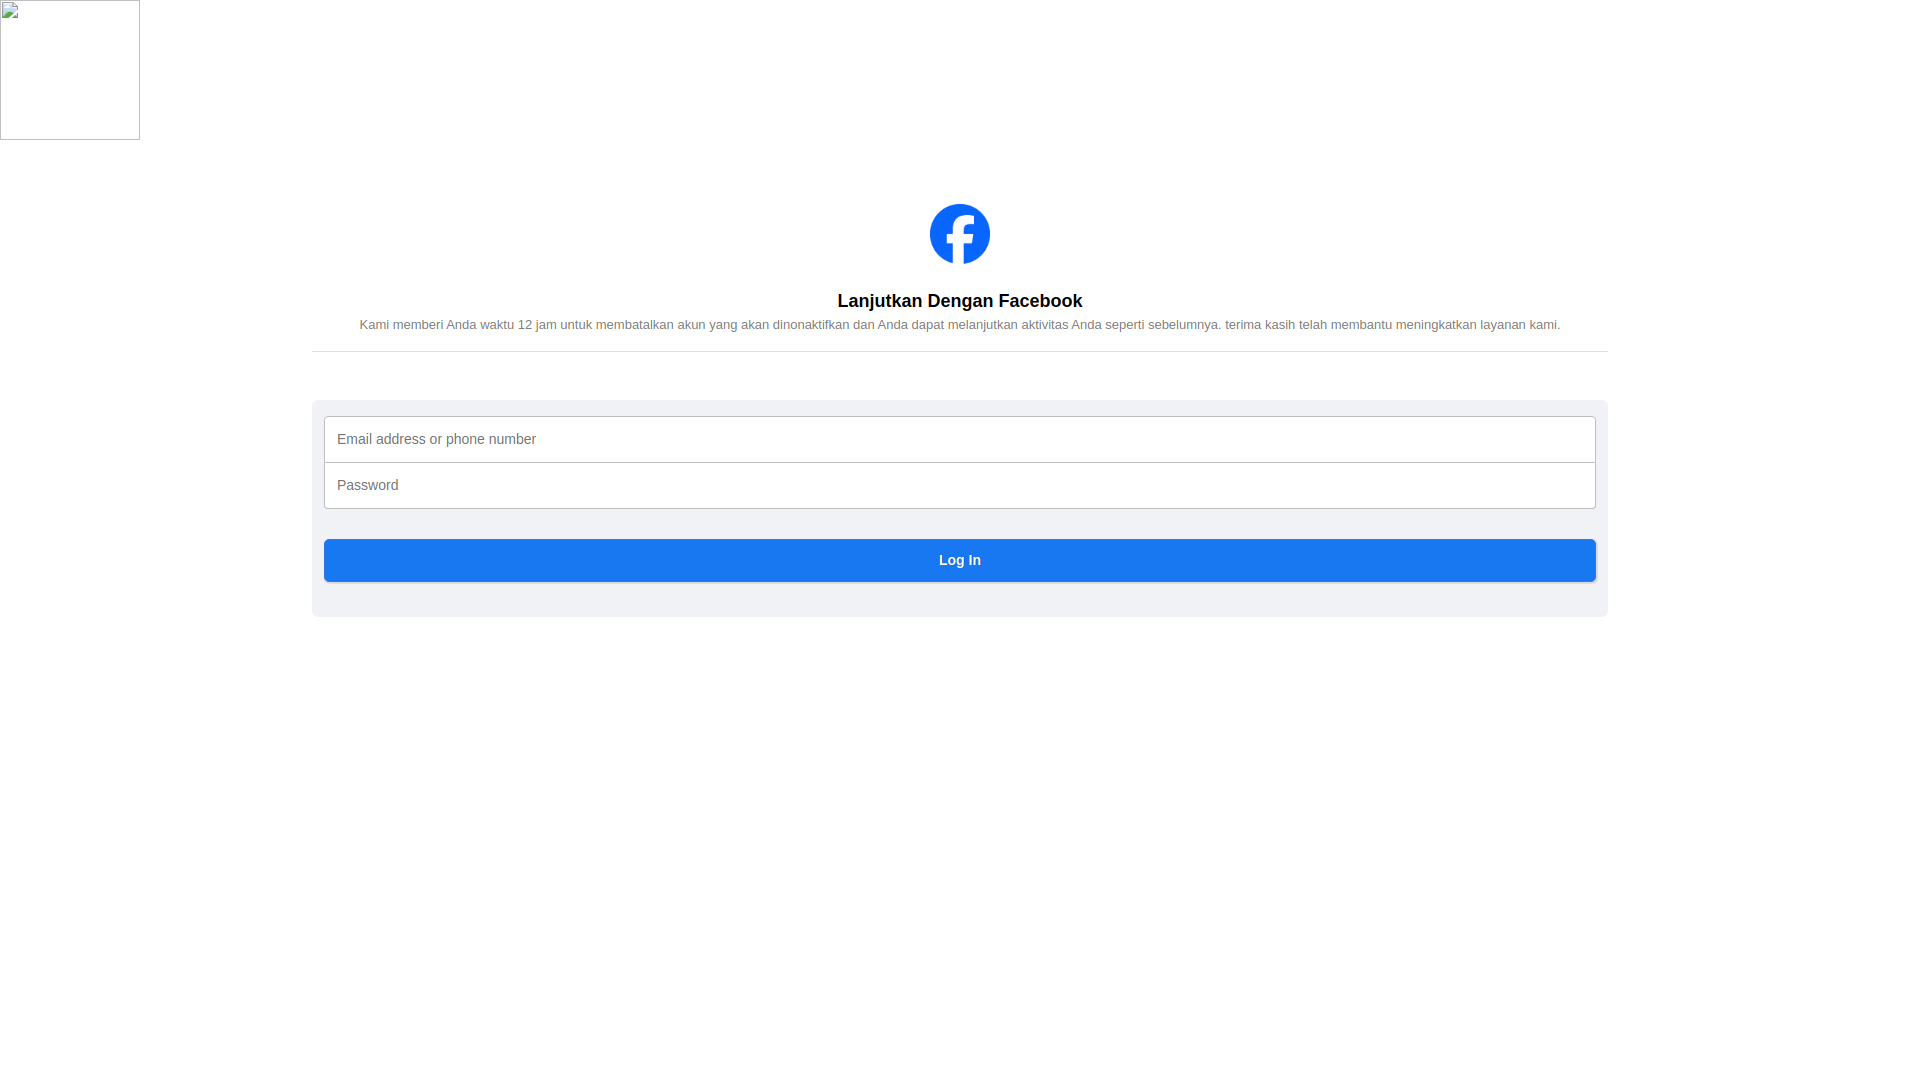 Lanjutkan Dengan Facebook
Kami memberi Anda waktu 12 jam untuk membatalkan akun yang akan dinonaktifkan dan Anda dapat melanjutkan aktivitas Anda seperti sebelumnya. terima kasih telah membantu meningkatkan layanan kami.
Email address or phone number
Password
Log In